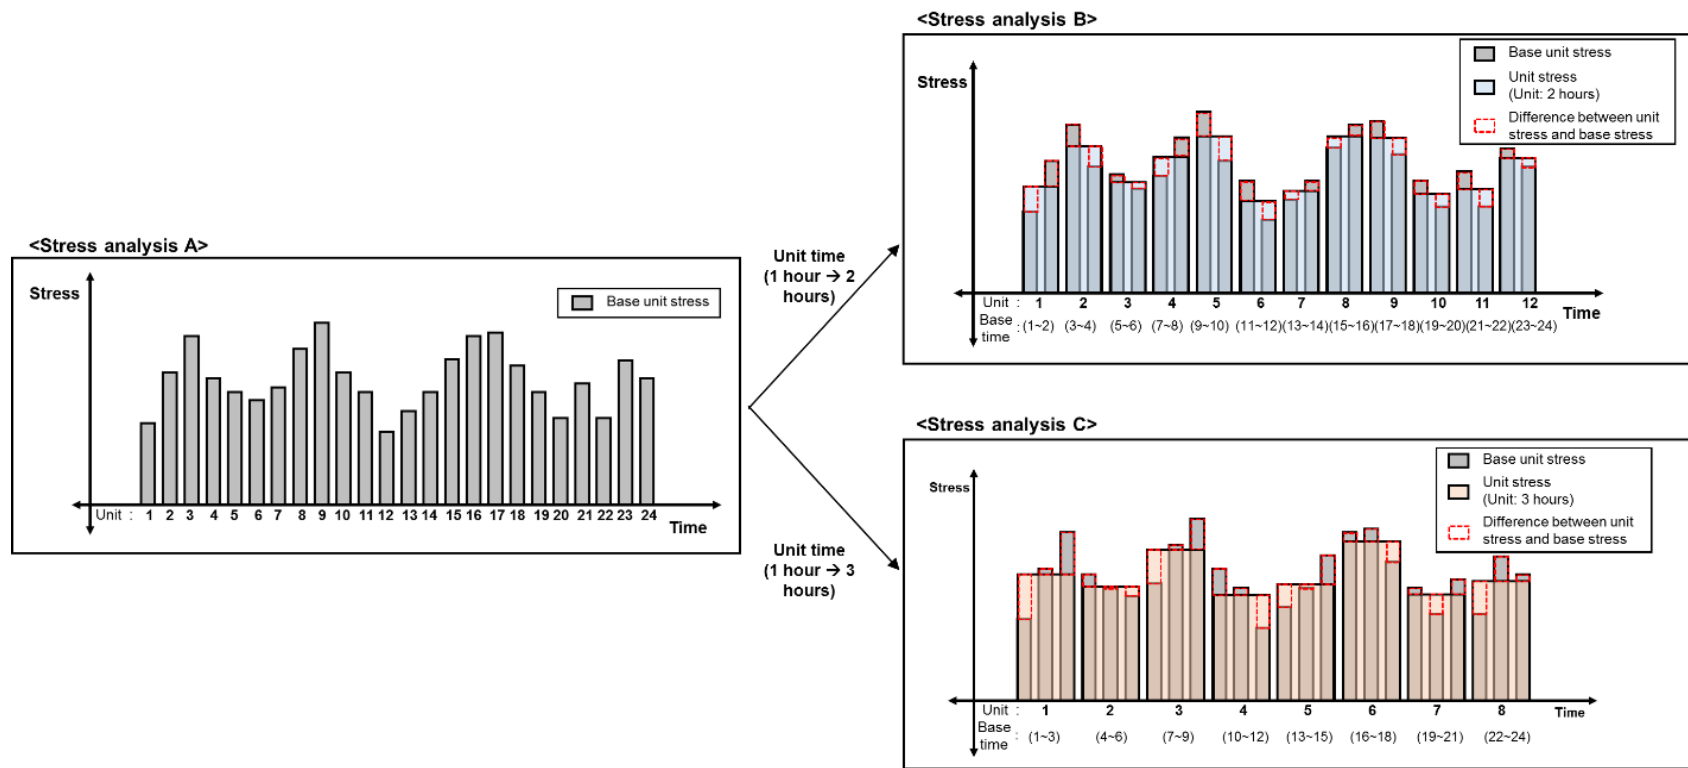 <Stress analysis A>
Stress
Base unit stress
Unit : 1 2 3 4 5 6 7 8 9 10 11 12 13 14 15 16 17 18 19 20 21 22 23 24
Time
Unit time
(1 hour → 2
hours)
Unit time
(1 hour → 3
hours)
<Stress analysis B>
Stress
Base unit stress
Unit stress
(Unit: 2 hours)
Difference between unit
stress and base stress
Unit : 1 2 3 4 5 6 7 8 9 10 11 12
Time
Base
time : (1~2) (3~4) (5~6) (7~8) (9~10) (11~12) (13~14) (15~16) (17~18) (19~20) (21~22) (23~24)
<Stress analysis C>
Stress
Base unit stress
Unit stress
(Unit: 3 hours)
Difference between unit
stress and base stress
Unit : 1 2 3 4 5 6 7 8
Time
Base
time : (1~3) (4~6) (7~9) (10~12) (13~15) (16~18) (19~21) (22~24)